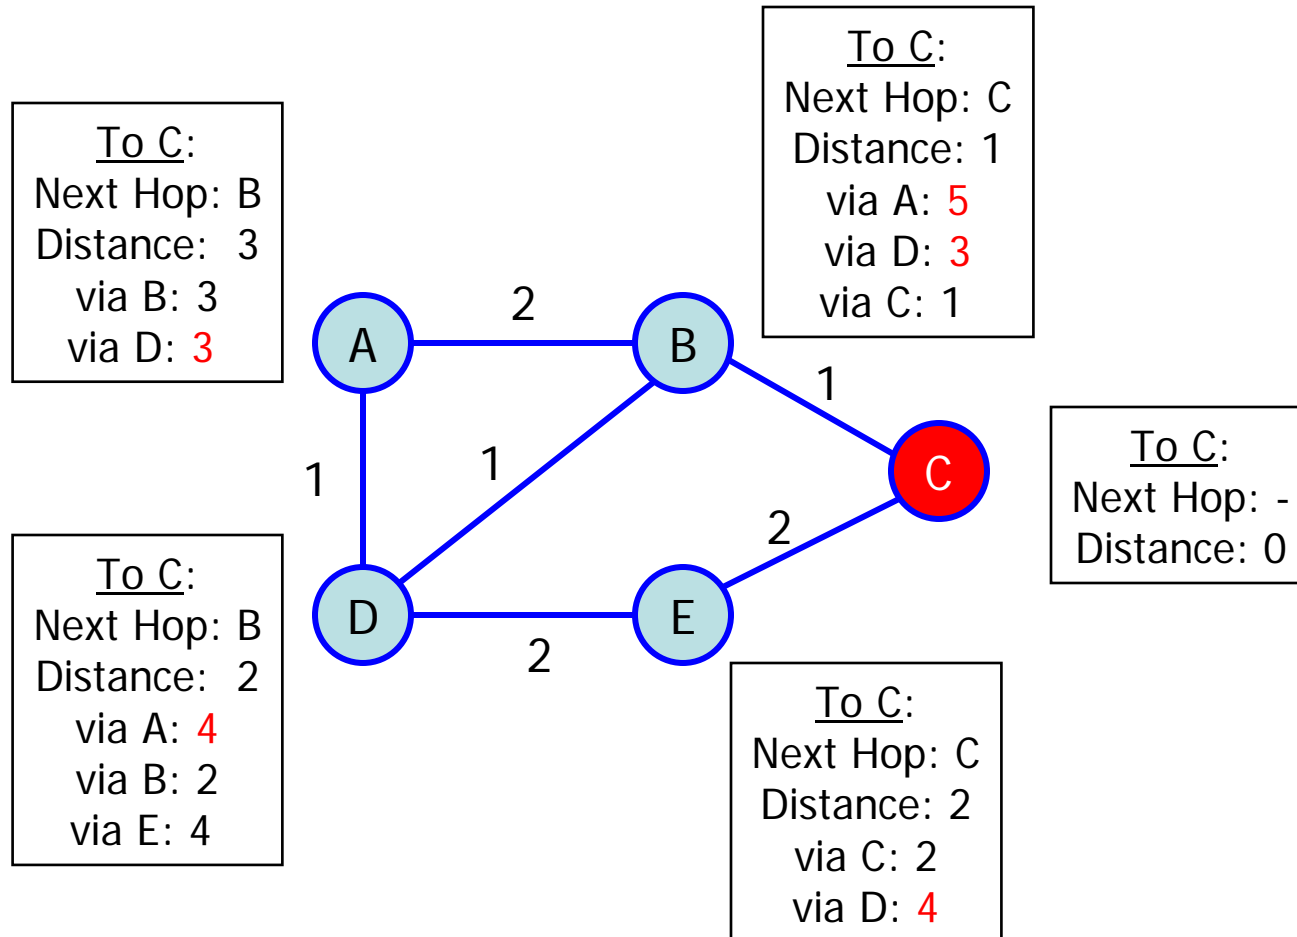 To C:
Next Hop: C
Distance: 1
via A: 5
via D: 3
via C: 1
To C:
Next Hop: B
Distance: 3
via B: 3
via D: 3
A
2
B
1
C
1
1
2
D
2
E
To C:
Next Hop: -
Distance: 0
To C:
Next Hop: B
Distance: 2
via A: 4
via B: 2
via E: 4
To C:
Next Hop: C
Distance: 2
via C: 2
via D: 4